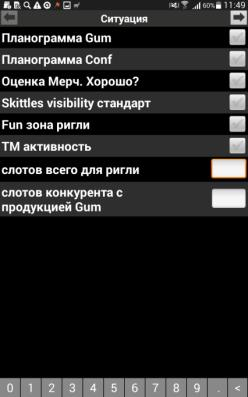 60% 11:49
Ситуация
Планограмма Gum
Планограмма Conf
Оценка Мерч. Хорошо?
Skittles visibility стандарт
Fun зона ригли
ТМ активность
слотов всего для ригли
слотов конкурента с
продукцией Gum
0 1 2 3 4 5 6 7 8 9 . <